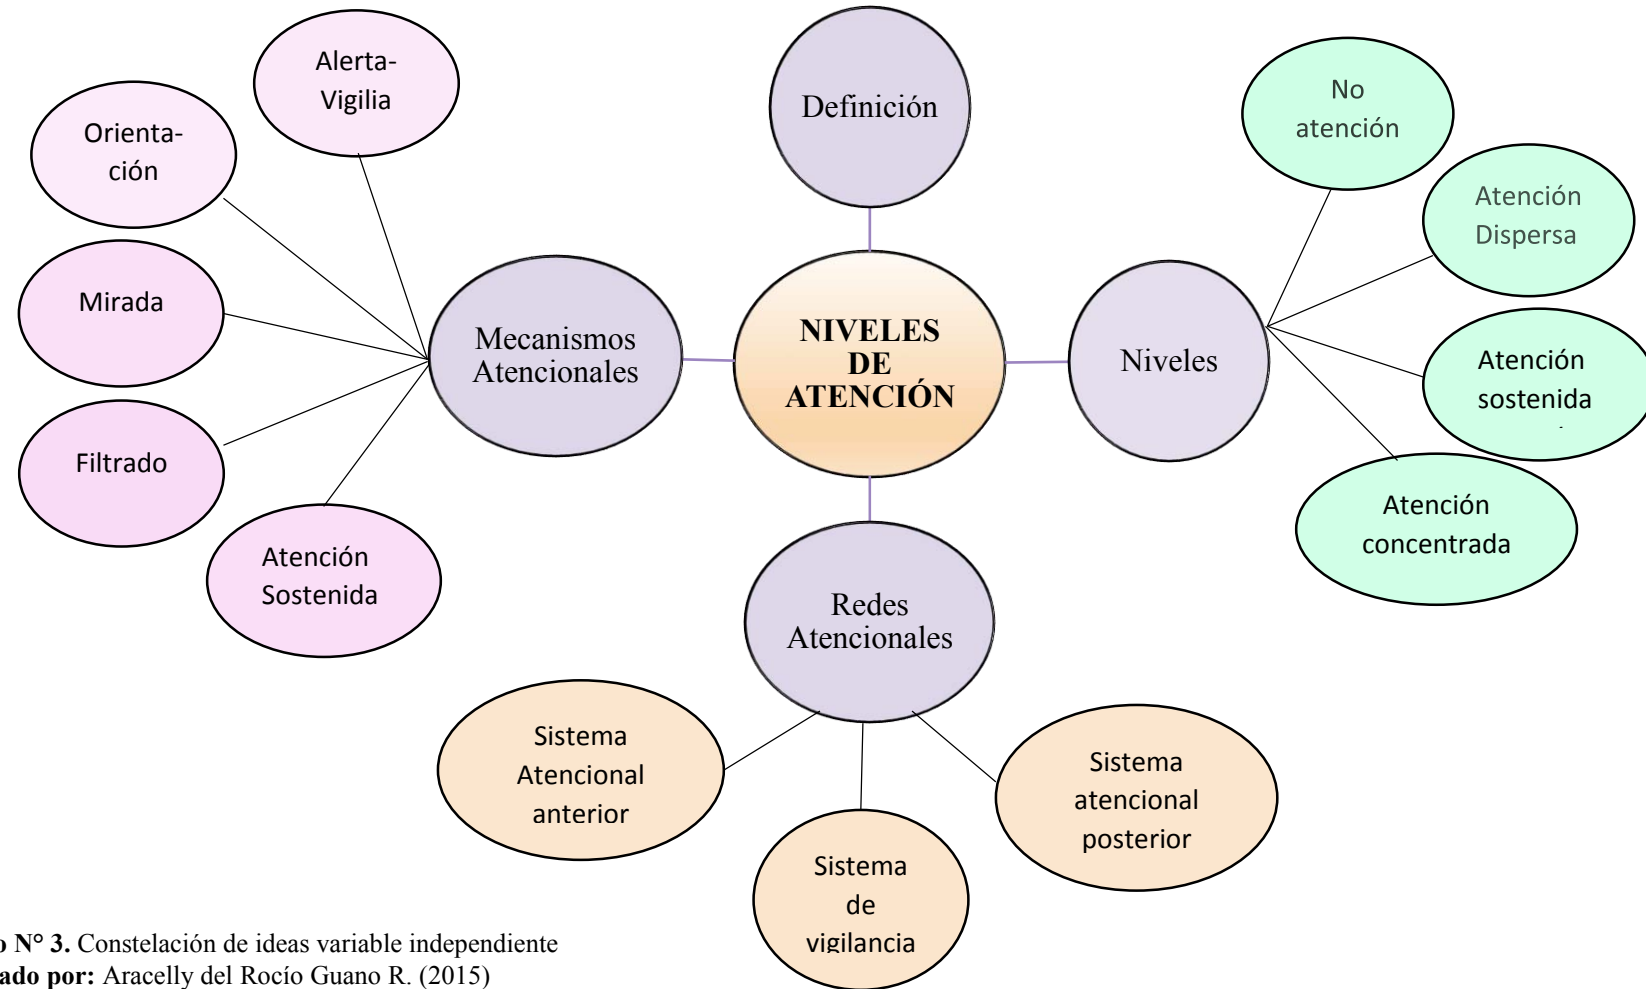 Alerta-
Vigilia
Orienta-
ción
Mirada
Filtrado
Atención
Sostenida
Mecanismos
Atencionales
Definición
NIVELES
DE
ATENCIÓN
Niveles
No
atención
Atención
Dispersa
Atención
sostenida
Atención
concentrada
Redes
Atencionales
Sistema
Atencional
anterior
Sistema
de
vigilancia
Sistema
atencional
posterior
o N° 3. Constelación de ideas variable independiente
ado por: Aracelly del Rocío Guano R. (2015)